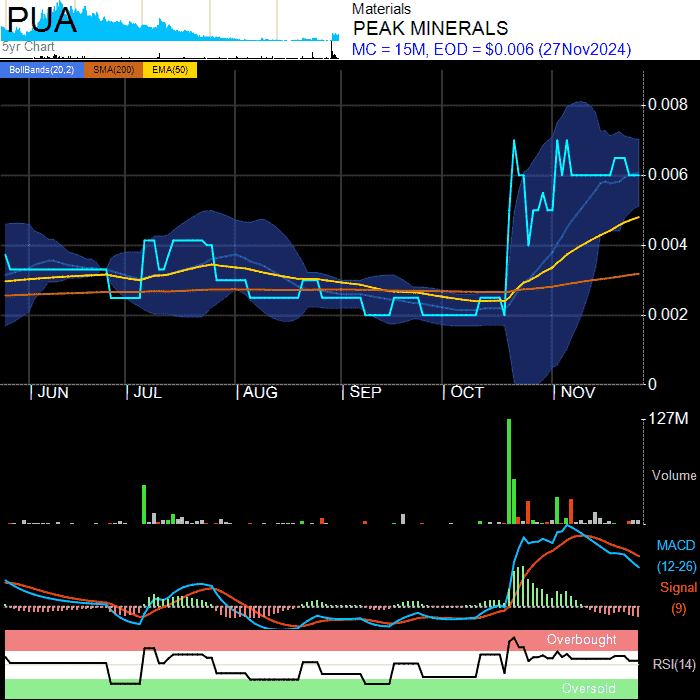 PUA
5yr Chart
Materials
PEAK MINERALS
MC = 15M, EOD = $0.006 (27Nov2024)
BollBands(20,2) SMA(200) EMA(50)
0.008
0.006
0.004
0.002
0
JUN JUL AUG SEP OCT NOV
127M
Volume
MACD
(12-26)
Signal
(9)
Overbought
RSI(14)
Oversold